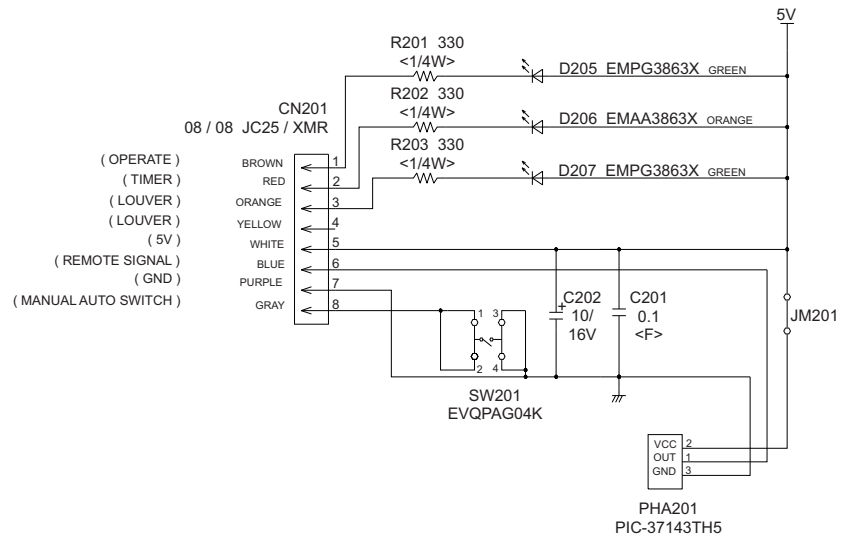 5V
R201 330
<1/4W>
D205 EMPG3863X GREEN
R202 330
<1/4W>
D206 EMAA3863X ORANGE
R203 330
<1/4W>
D207 EMPG3863X GREEN
CN201
08 / 08 JC25 / XMR
( OPERATE ) BROWN 1
( TIMER ) RED 2
( LOUVER ) ORANGE 3
( LOUVER ) YELLOW 4
( 5V ) WHITE 5
( REMOTE SIGNAL ) BLUE 6
( GND ) PURPLE 7
( MANUAL AUTO SWITCH ) GRAY 8
1 3
2 4
SW201
EVQPAG04K
+
C202
10/
16V
C201
0.1
<F>
JM201
VCC 2
OUT 1
GND 3
PHA201
PIC-37143TH5